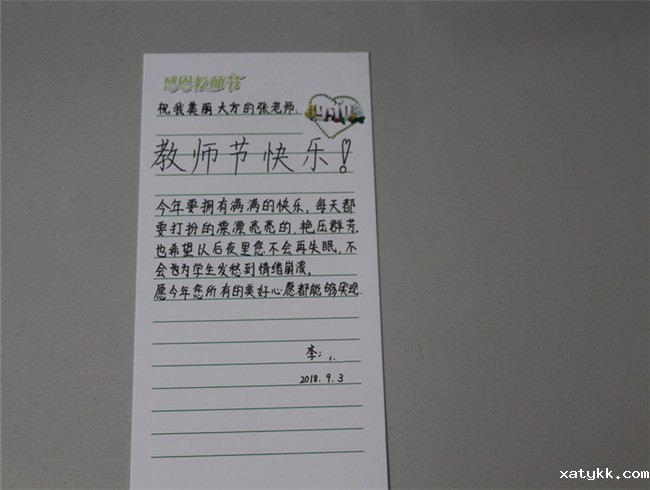 感恩教师节
祝我美丽大方的张老师:
教师节快乐!
今年要拥有满满的快乐,每天都
要打扮的漂漂亮亮的,艳压群芳.
也希望以后夜里您不会再失眠,不
会为学生发愁到情绪崩溃,
愿今年您所有的美好心愿都能够实现.
李:
2018.9.3
xatykk.com